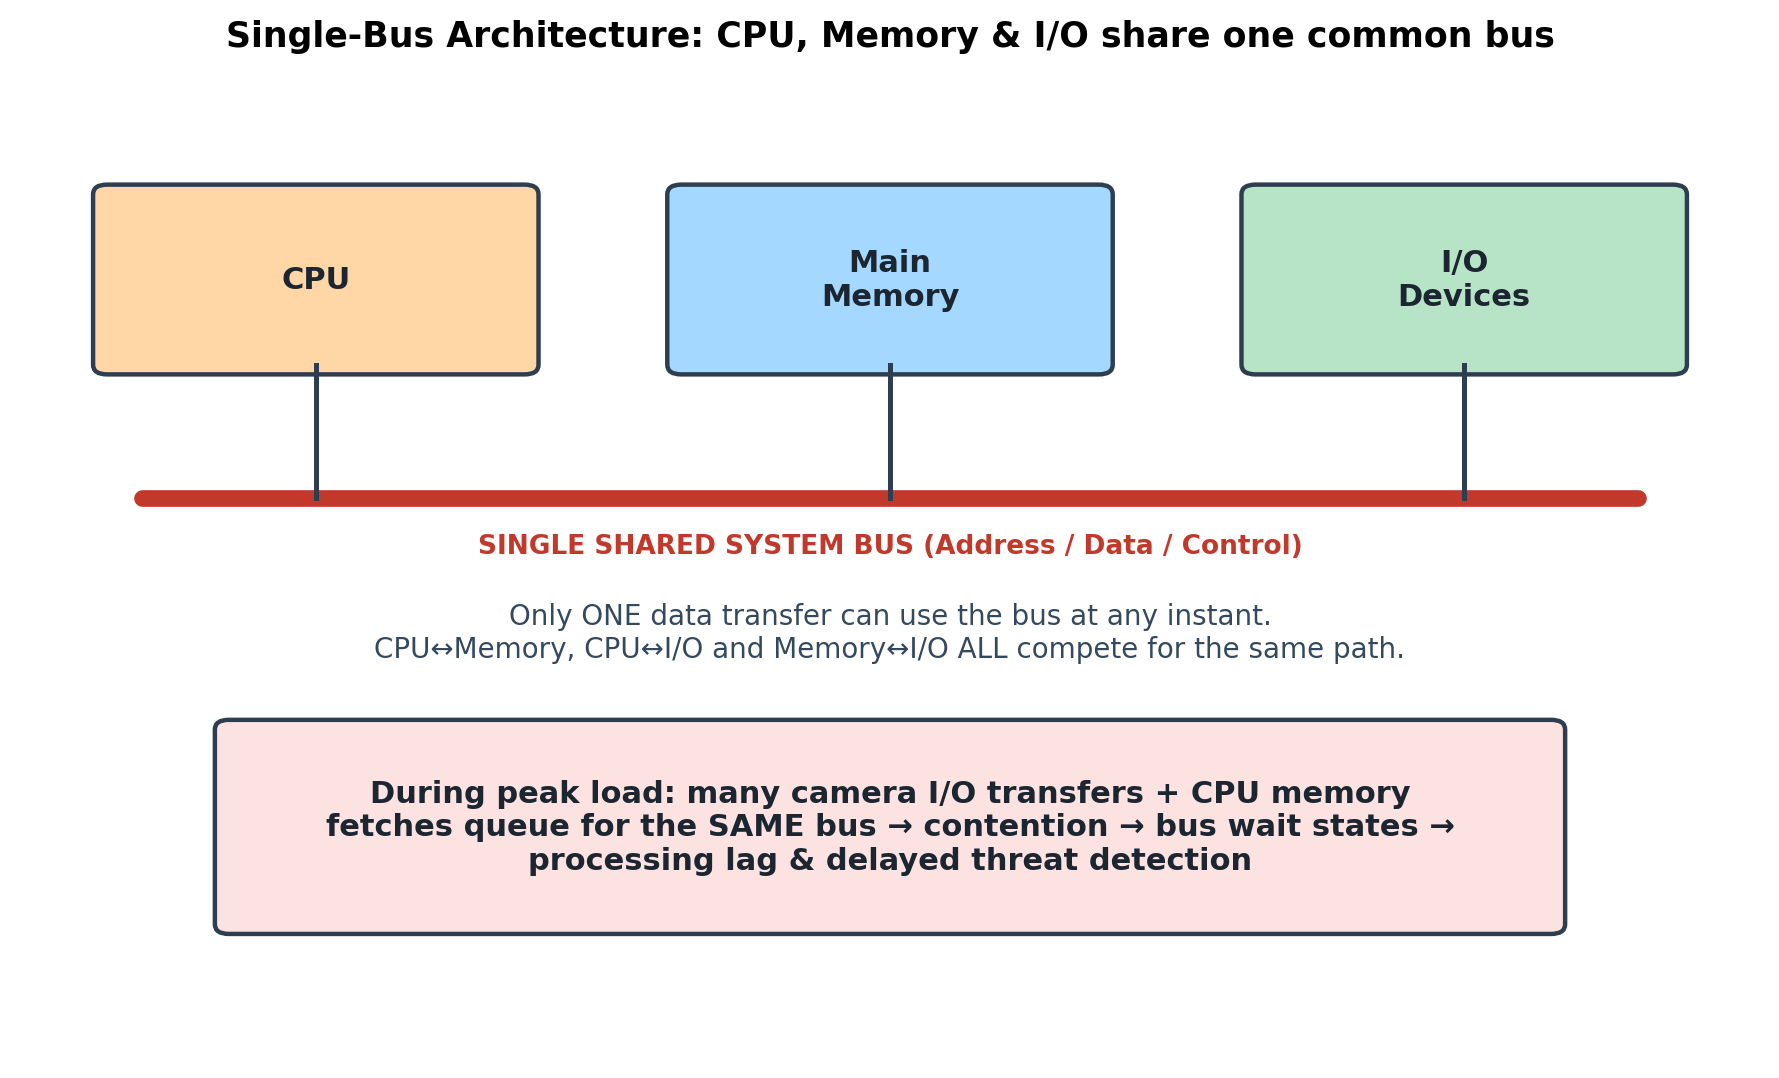 Single-Bus Architecture: CPU, Memory & I/O share one common bus
CPU
Main
Memory
I/O
Devices
SINGLE SHARED SYSTEM BUS (Address / Data / Control)
Only ONE data transfer can use the bus at any instant.
CPU↔Memory, CPU↔I/O and Memory↔I/O ALL compete for the same path.
During peak load: many camera I/O transfers + CPU memory
fetches queue for the SAME bus → contention → bus wait states →
processing lag & delayed threat detection